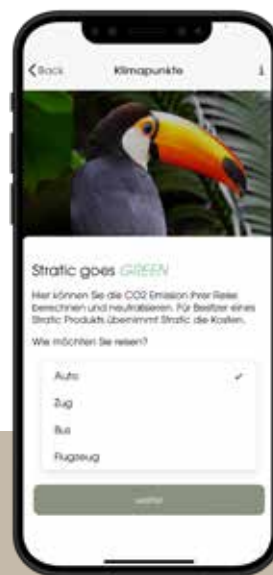 Back
Klimapunkte
i
Stratic goes GREEN
Hier können Sie die CO2 Emission Ihrer Reise
berechnen und neutralisieren. Für Besitzer eines
Stratic Produkts übernimmt Stratic die Kosten.
Wie möchten Sie reisen?
Auto
Zug
Bus
Flugzeug
weiter